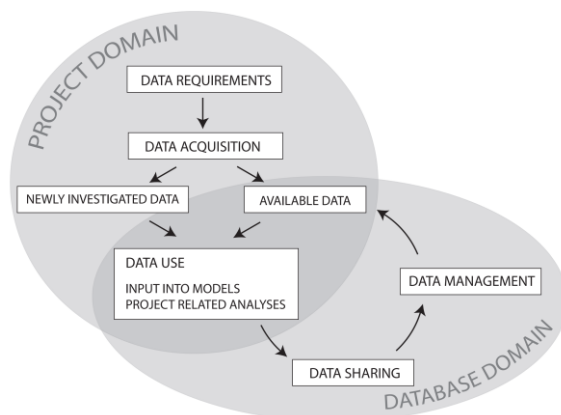 PROJECT DOMAIN
DATA REQUIREMENTS
DATA ACQUISITION
NEWLY INVESTIGATED DATA
AVAILABLE DATA
DATA USE
INPUT INTO MODELS
PROJECT RELATED ANALYSES
DATA MANAGEMENT
DATA SHARING
DATABASE DOMAIN